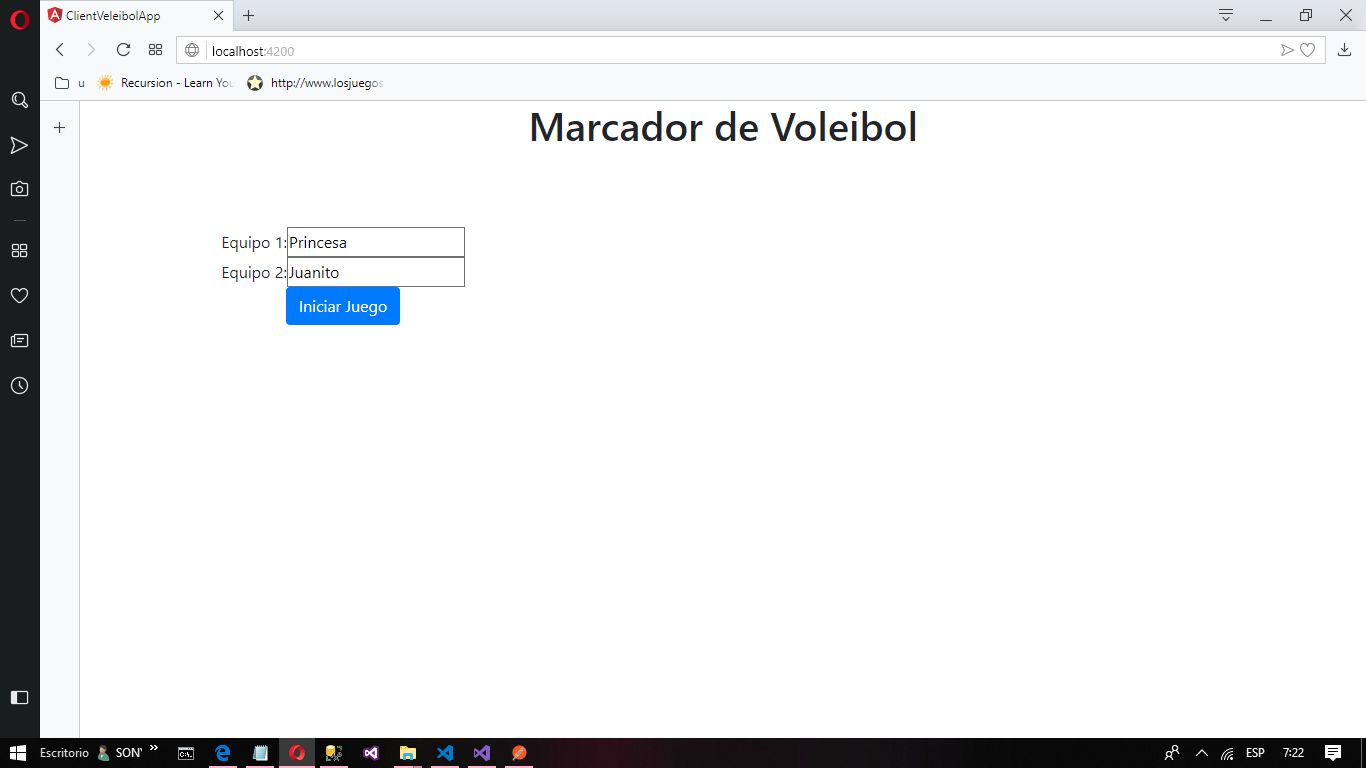 ClientVeleibolApp
localhost:4200
u
Recursion - Learn You
http://www.losjuegos
Marcador de Voleibol
Equipo 1: Princesa
Equipo 2: Juanito
Iniciar Juego
Escritorio SON' » ESP 7:22